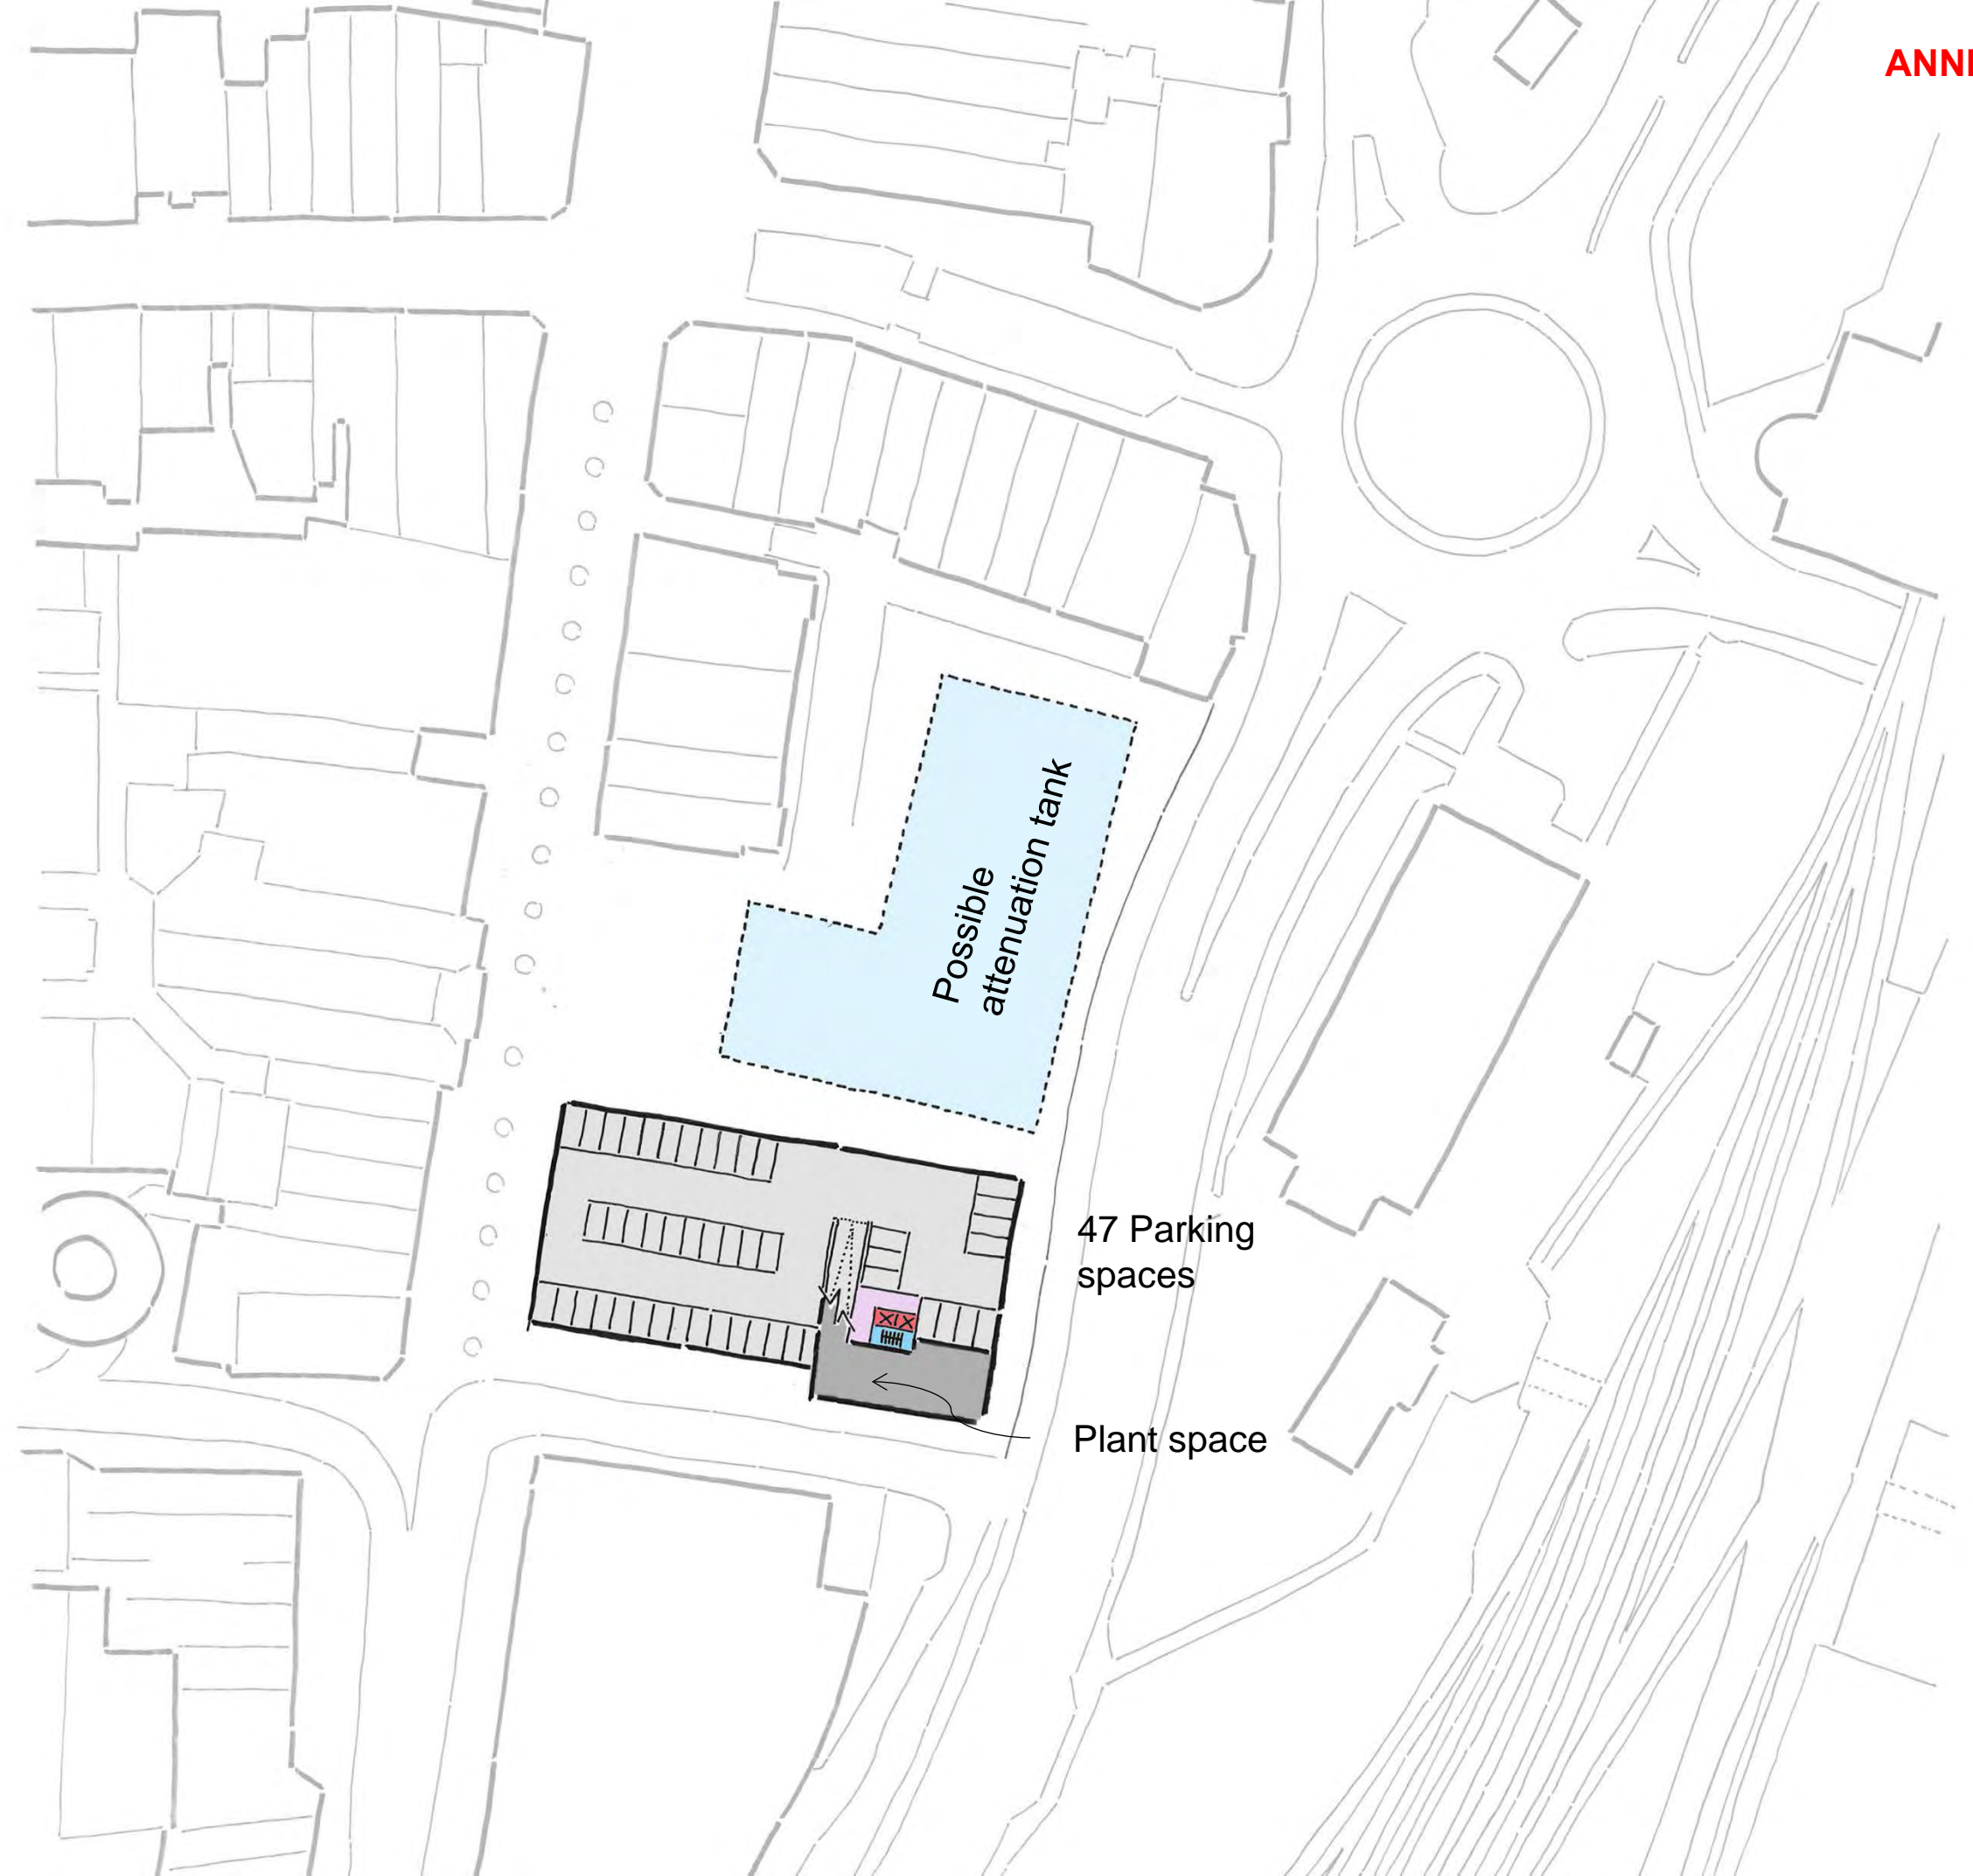 ANNI
Possible
attenuation tank
47 Parking
spaces
Plant space